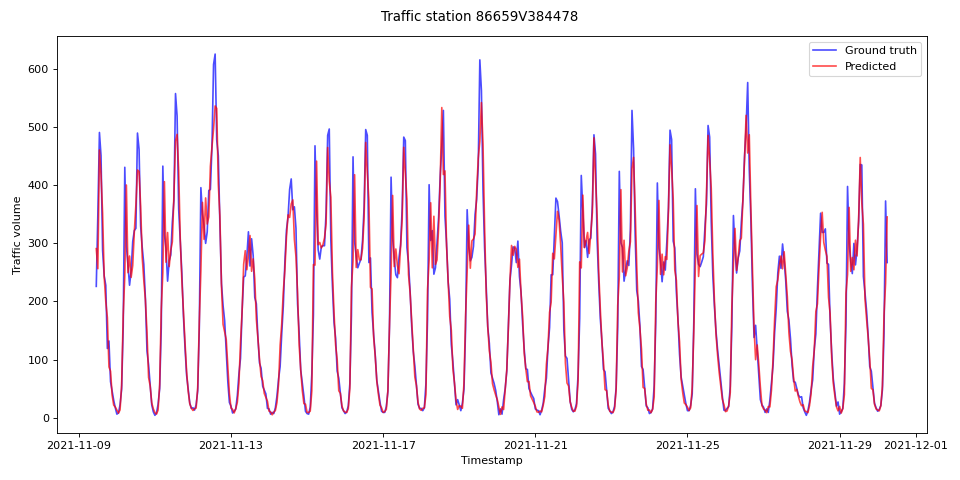 Traffic station 86659V384478
Ground truth
Predicted
Traffic volume
600
500
400
300
200
100
0
2021-11-09
2021-11-13
2021-11-17
2021-11-21
2021-11-25
2021-11-29
2021-12-01
Timestamp